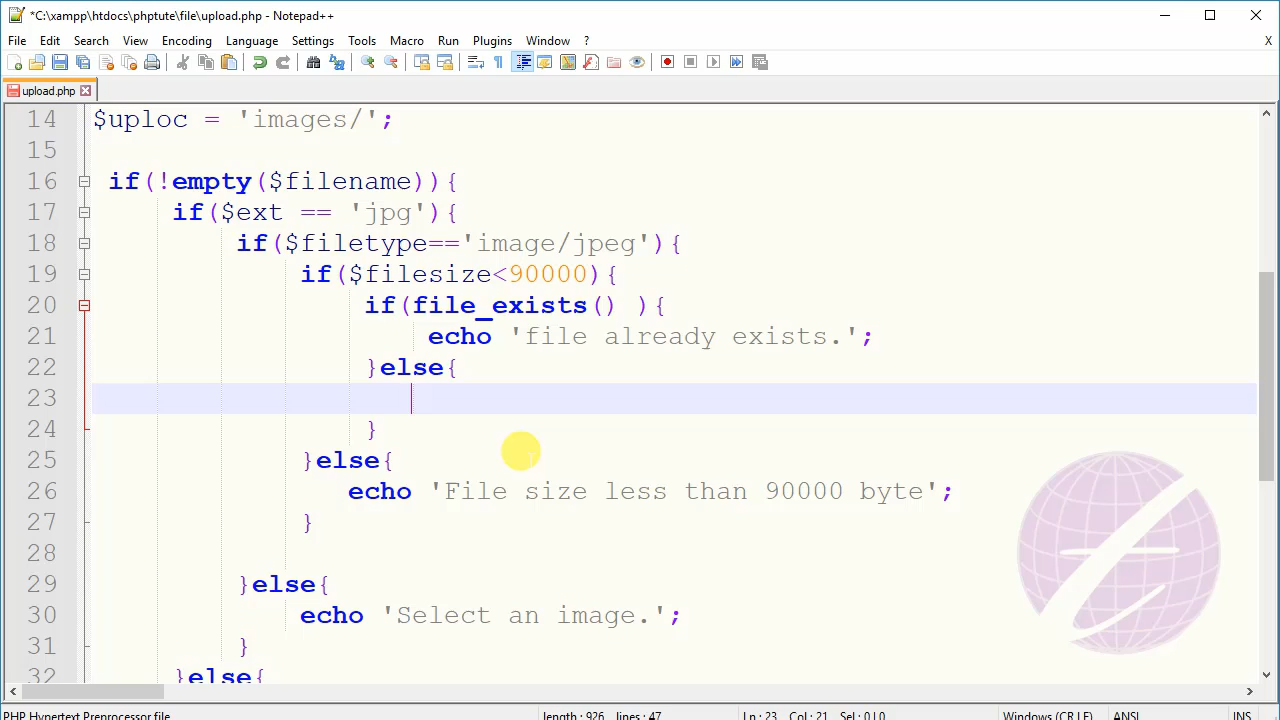 *C:\xampp\htdocs\phptute\file\upload.php - Notepad++
File Edit Search View Encoding Language Settings Tools Macro Run Plugins Window ? X
upload.php
14 $uploc = 'images/';
15
16 if(!empty($filename)){
17 if($ext == 'jpg'){
18 if($filetype=='image/jpeg'){
19 if($filesize<90000){
20 if(file_exists() ){
21 echo 'file already exists.';
22 }else{
23
24 }
25 }else{
26 echo 'File size less than 90000 byte';
27 }
28
29 }else{
30 echo 'Select an image.';
31 }
32 }else{
PHP Hypertext Preprocessor file length : 926 lines : 47 Ln : 23 Col : 21 Sel : 0 | 0 Windows (CR LF) ANSI INS